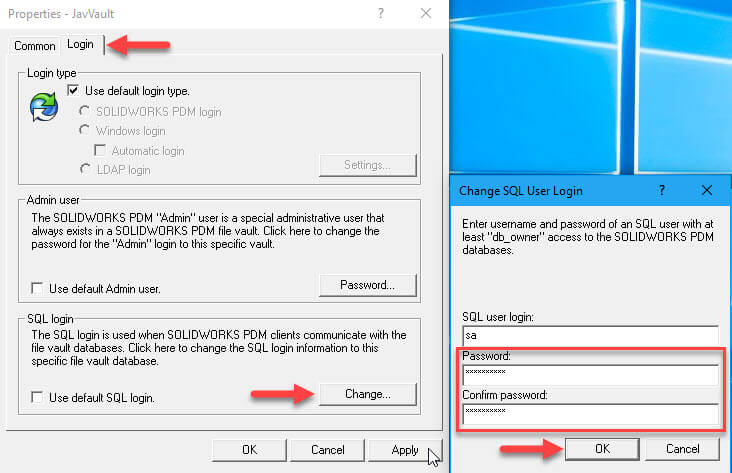 Properties - JavVault
Common
Login
Login type
Use default login type.
SOLIDWORKS PDM login
Windows login
Automatic login
LDAP login
Settings...
Admin user
The SOLIDWORKS PDM "Admin" user is a special administrative user that
always exists in a SOLIDWORKS PDM file vault. Click here to change the
password for the "Admin" login to this specific vault.
Use default Admin user.
Password...
SQL login
The SQL login is used when SOLIDWORKS PDM clients communicate with the
file vault databases. Click here to change the SQL login information to this
specific file vault database.
Use default SQL login.
Change...
OK
Cancel
Apply
Change SQL User Login
?
Enter username and password of an SQL user with at
least "db_owner" access to the SOLIDWORKS PDM
databases.
SQL user login:
sa
Password:
××××××××××
Confirm password:
××××××××××
OK
Cancel